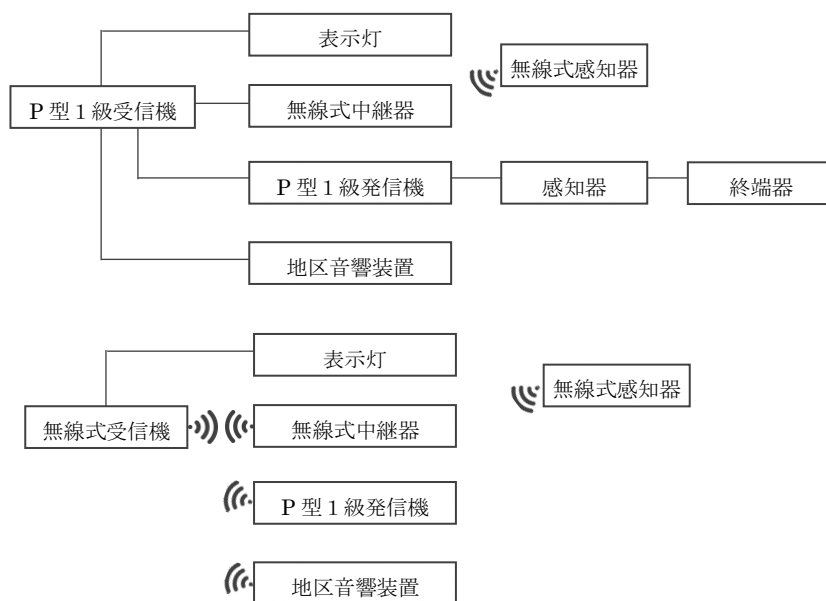 表示灯
無線式感知器
P型1級受信機
無線式中継器
P型1級発信機
感知器
終端器
地区音響装置
表示灯
無線式感知器
無線式受信機
無線式中継器
P型1級発信機
地区音響装置